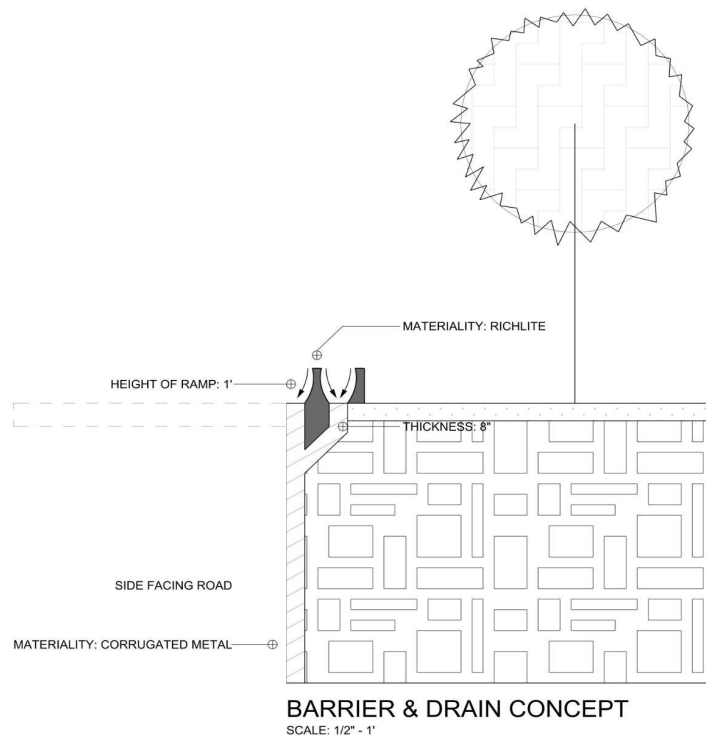 MATERIALITY: RICHLITE
HEIGHT OF RAMP: 1'
THICKNESS: 8"
SIDE FACING ROAD
MATERIALITY: CORRUGATED METAL
BARRIER & DRAIN CONCEPT
SCALE: 1/2" - 1'